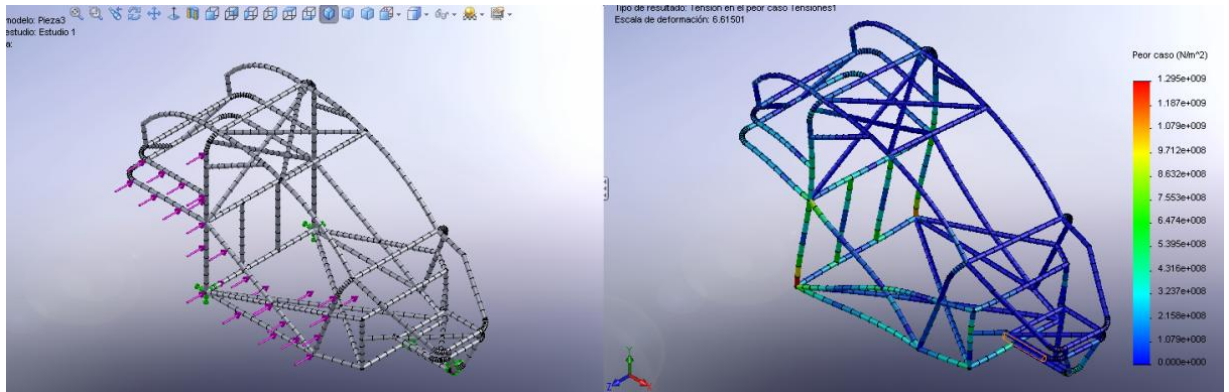 modelo: Pieza3
estudio: Estudio 1
Tipo de resultado: Tensión en el peor caso Tensiones1
Escala de deformación: 6.61501
Peor caso (N/m^2)
1.295e+009
1.187e+009
1.079e+009
9.712e+008
8.632e+008
7.553e+008
6.474e+008
5.395e+008
4.316e+008
3.237e+008
2.158e+008
1.079e+008
0.000e+000
Y
Z
X